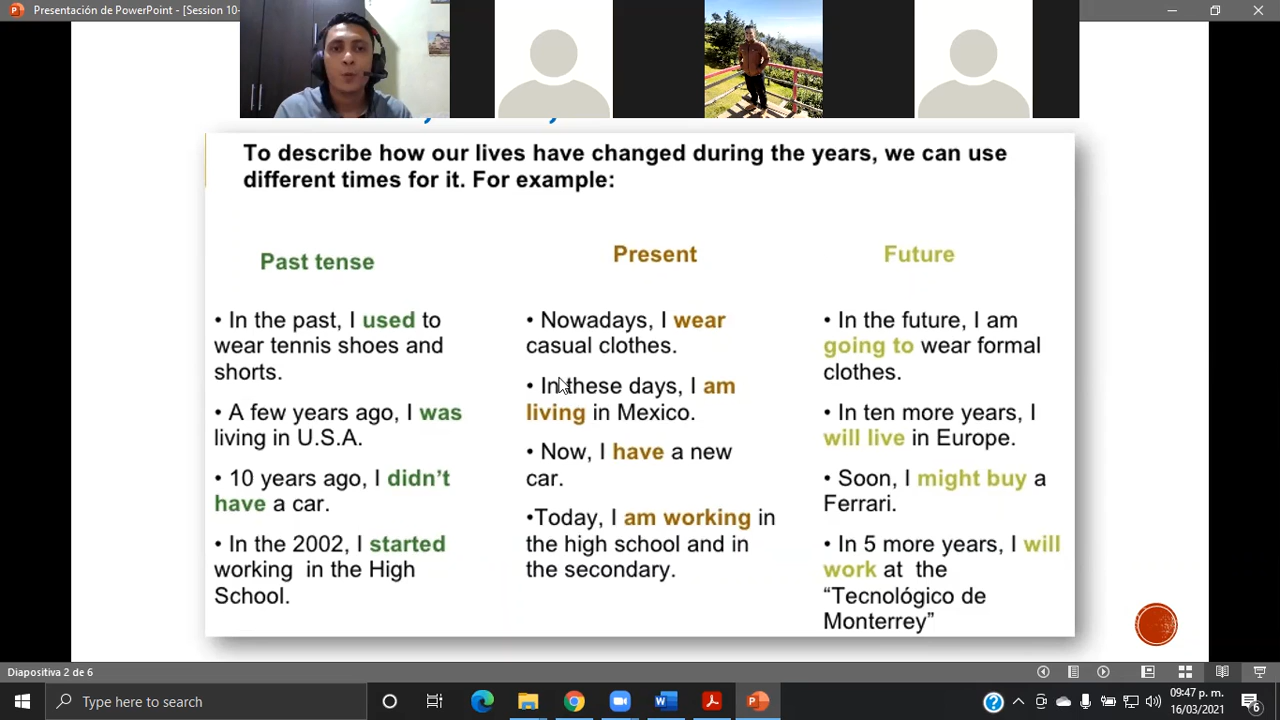 Presentación de PowerPoint - [Session 10-
To describe how our lives have changed during the years, we can use
different times for it. For example:
Past tense
• In the past, I used to
wear tennis shoes and
shorts.
• A few years ago, I was
living in U.S.A.
• 10 years ago, I didn't
have a car.
• In the 2002, I started
working in the High
School.
Present
• Nowadays, I wear
casual clothes.
• In these days, I am
living in Mexico.
• Now, I have a new
car.
•Today, I am working in
the high school and in
the secondary.
Future
• In the future, I am
going to wear formal
clothes.
• In ten more years, I
will live in Europe.
• Soon, I might buy a
Ferrari.
• In 5 more years, I will
work at the
“Tecnológico de
Monterrey”
Diapositiva 2 de 6
Type here to search
09:47 p. m.
16/03/2021
6